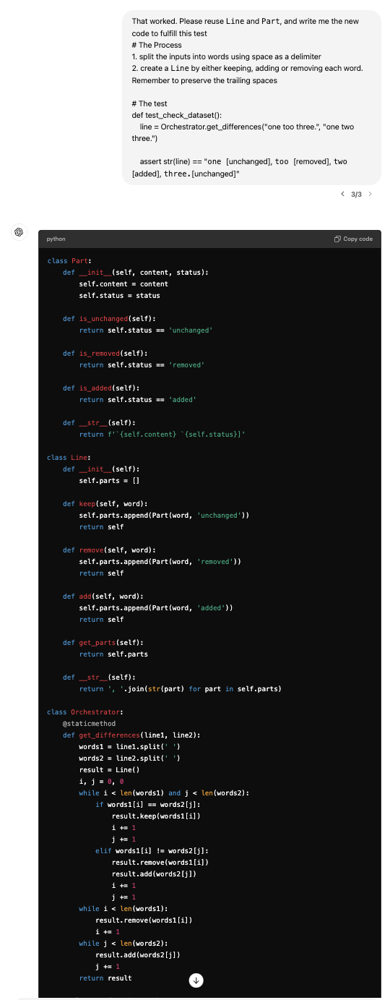 That worked. Please reuse Line and Part, and write me the new
code to fulfill this test
# The Process
1. split the inputs into words using space as a delimiter
2. create a Line by either keeping, adding or removing each word.
Remember to preserve the trailing spaces
# The test
def test_check_dataset():
    line = Orchestrator.get_differences("one too three.", "one two
three.")
    assert str(line) == "one [unchanged], too [removed], two
[added], three.[unchanged]"
< 3/3 >
python
Copy code
class Part:
    def __init__(self, content, status):
        self.content = content
        self.status = status
    def is_unchanged(self):
        return self.status == 'unchanged'
    def is_removed(self):
        return self.status == 'removed'
    def is_added(self):
        return self.status == 'added'
    def __str__(self):
        return f'`{self.content} `{self.status}]'
class Line:
    def __init__(self):
        self.parts = []
    def keep(self, word):
        self.parts.append(Part(word, 'unchanged'))
        return self
    def remove(self, word):
        self.parts.append(Part(word, 'removed'))
        return self
    def add(self, word):
        self.parts.append(Part(word, 'added'))
        return self
    def get_parts(self):
        return self.parts
    def __str__(self):
        return ', '.join(str(part) for part in self.parts)
class Orchestrator:
    @staticmethod
    def get_differences(line1, line2):
        words1 = line1.split(' ')
        words2 = line2.split(' ')
        result = Line()
        i, j = 0, 0
        while i < len(words1) and j < len(words2):
            if words1[i] == words2[j]:
                result.keep(words1[i])
                i += 1
                j += 1
            elif words1[i] != words2[j]:
                result.remove(words1[i])
                result.add(words2[j])
                i += 1
                j += 1
        while i < len(words1):
            result.remove(words1[i])
            i += 1
        while j < len(words2):
            result.add(words2[j])
            j += 1
        return result